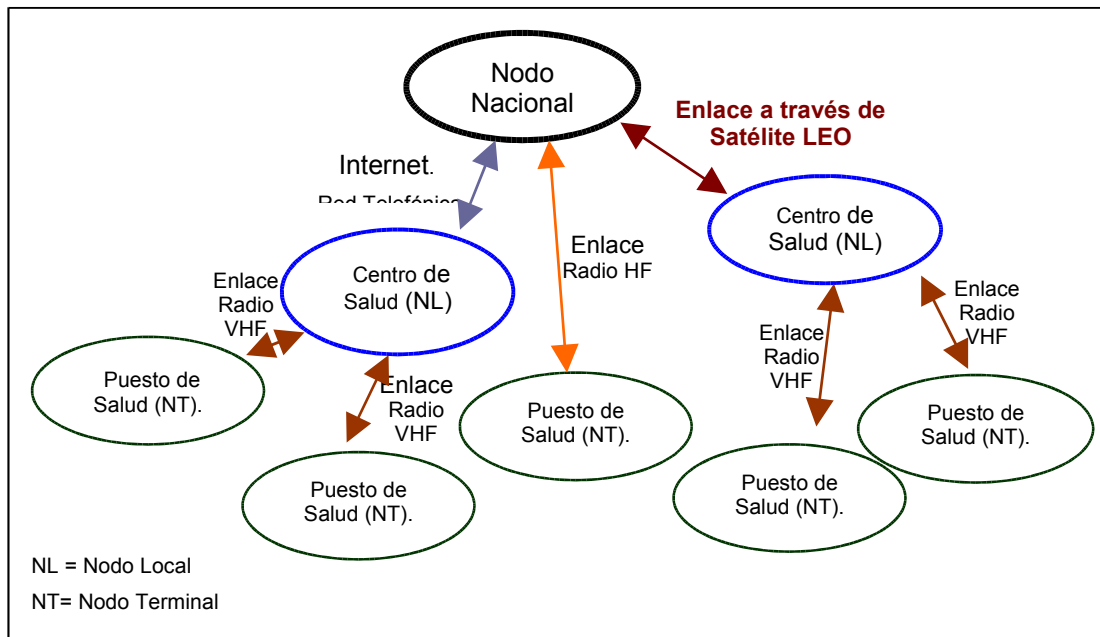 Nodo
Nacional
Enlace a través de
Satélite LEO
Internet.
Red Telefónica
Centro de
Salud (NL)
Enlace
Radio HF
Centro de
Salud (NL)
Enlace
Radio
VHF
Enlace
Radio
VHF
Enlace
Radio
VHF
Puesto de
Salud (NT).
Enlace
Radio
VHF
Puesto de
Salud (NT).
Puesto de
Salud (NT).
Puesto de
Salud (NT).
Puesto de
Salud (NT).
NL = Nodo Local
NT= Nodo Terminal